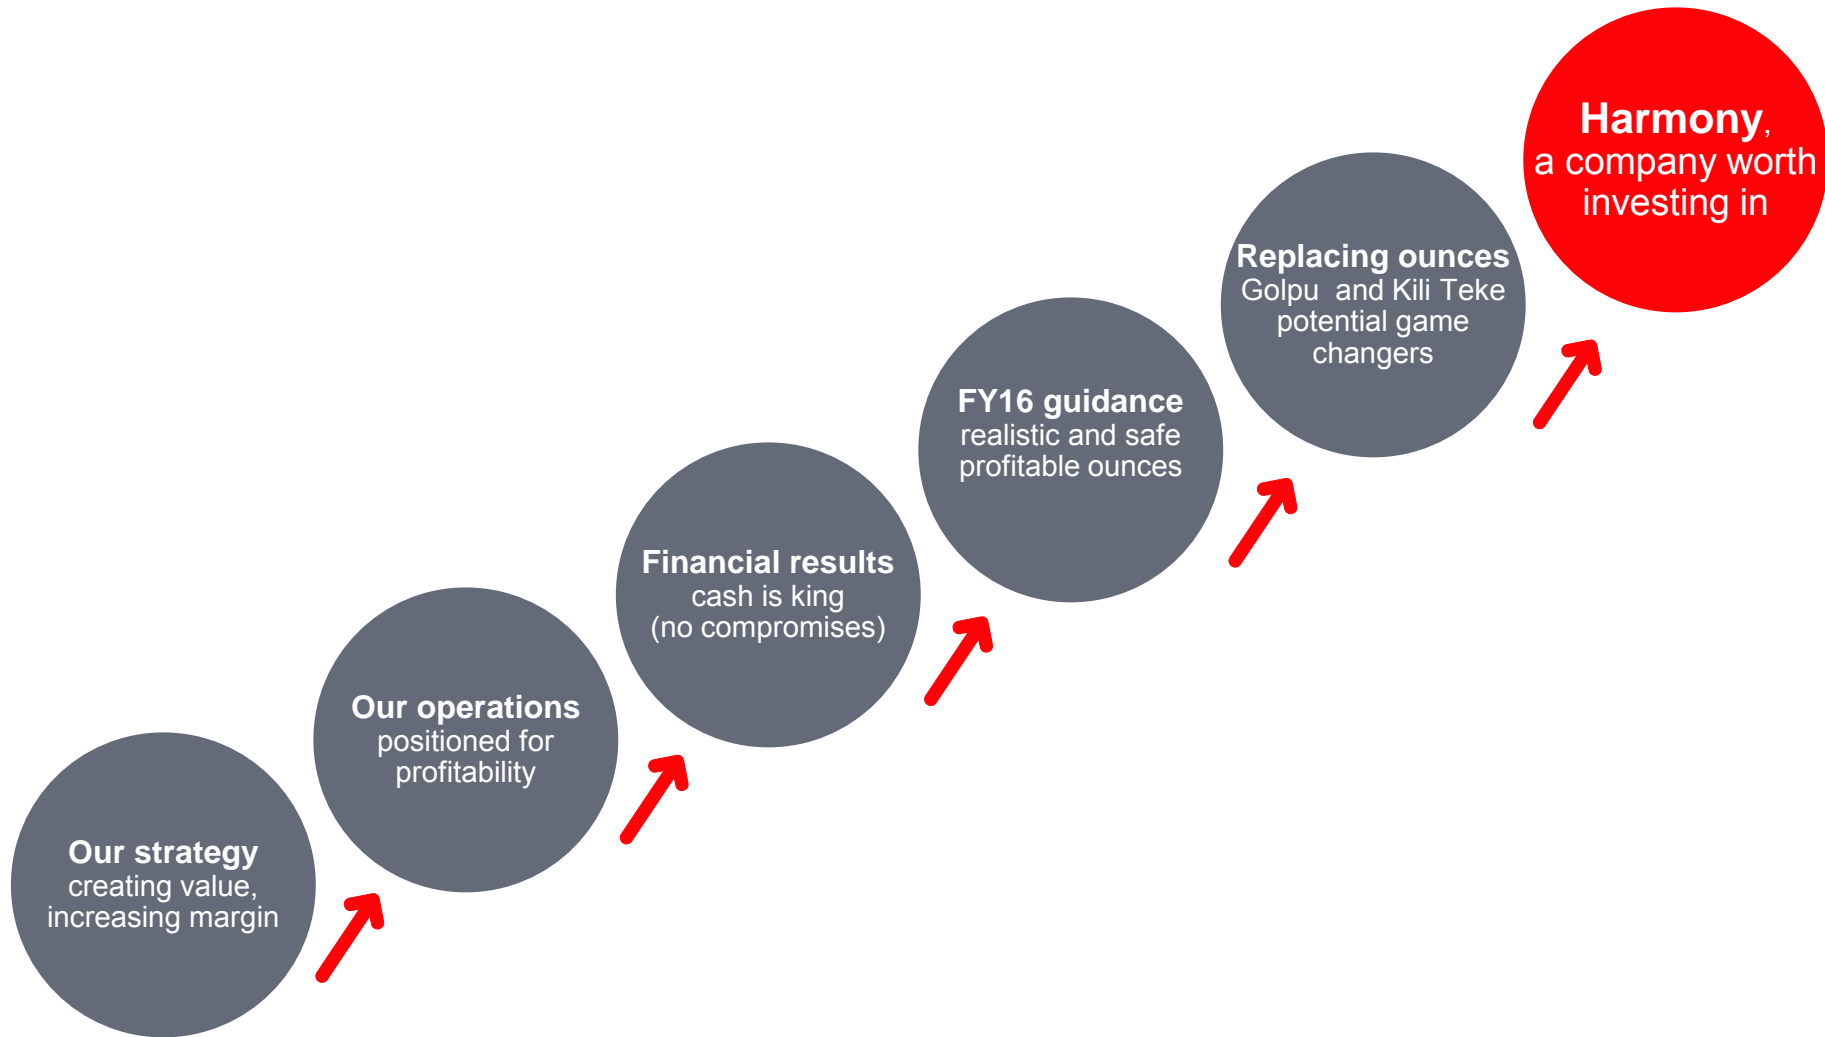 Our strategy
creating value,
increasing margin
Our operations
positioned for
profitability
Financial results
cash is king
(no compromises)
FY16 guidance
realistic and safe
profitable ounces
Replacing ounces
Golpu and Kili Teke
potential game
changers
Harmony,
a company worth
investing in